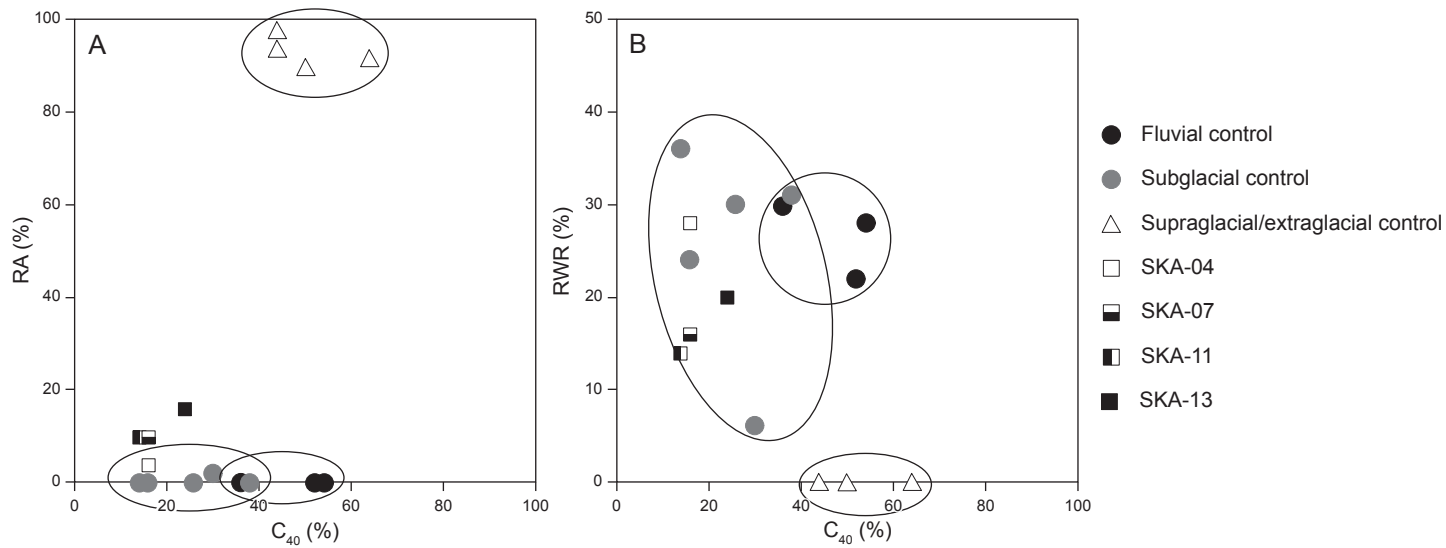 A
100
80
60
40
20
0
RA (%)
0
20
40
60
80
100
C40 (%)
B
50
40
30
20
10
0
RWR (%)
0
20
40
60
80
100
C40 (%)
Fluvial control
Subglacial control
Supraglacial/extraglacial control
SKA-04
SKA-07
SKA-11
SKA-13